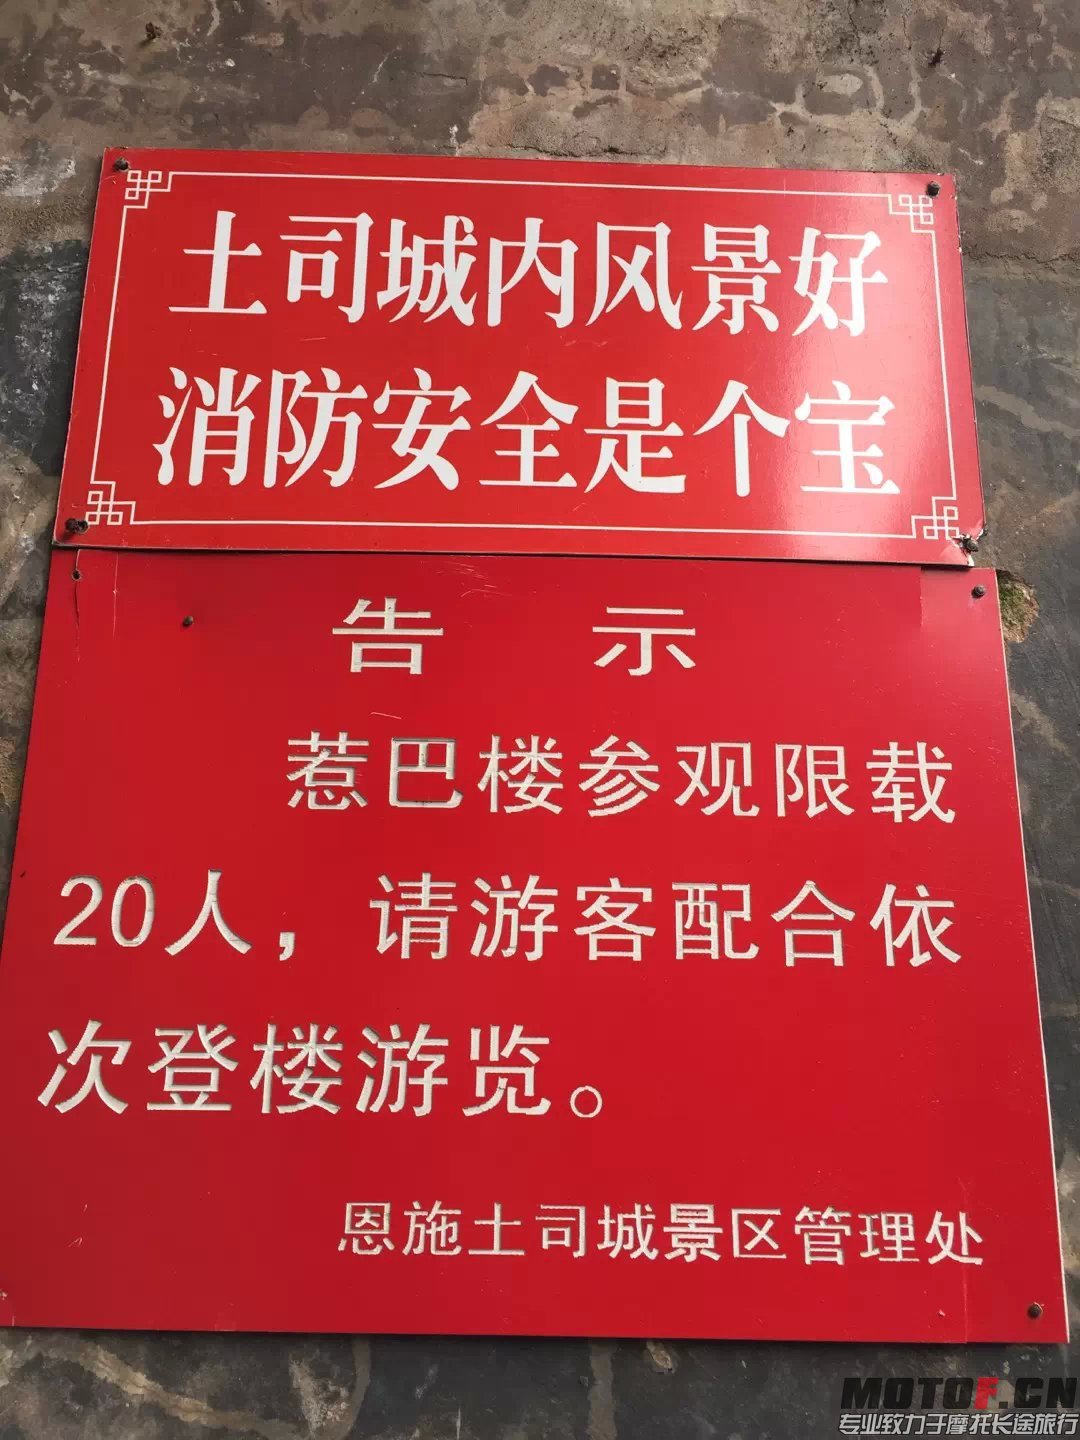 土司城内风景好
消防安全是个宝
告 示
惹巴楼参观限载
20人，请游客配合依
次登楼游览。
恩施土司城景区管理处
MOTOF.CN
专业致力于摩托长途旅行